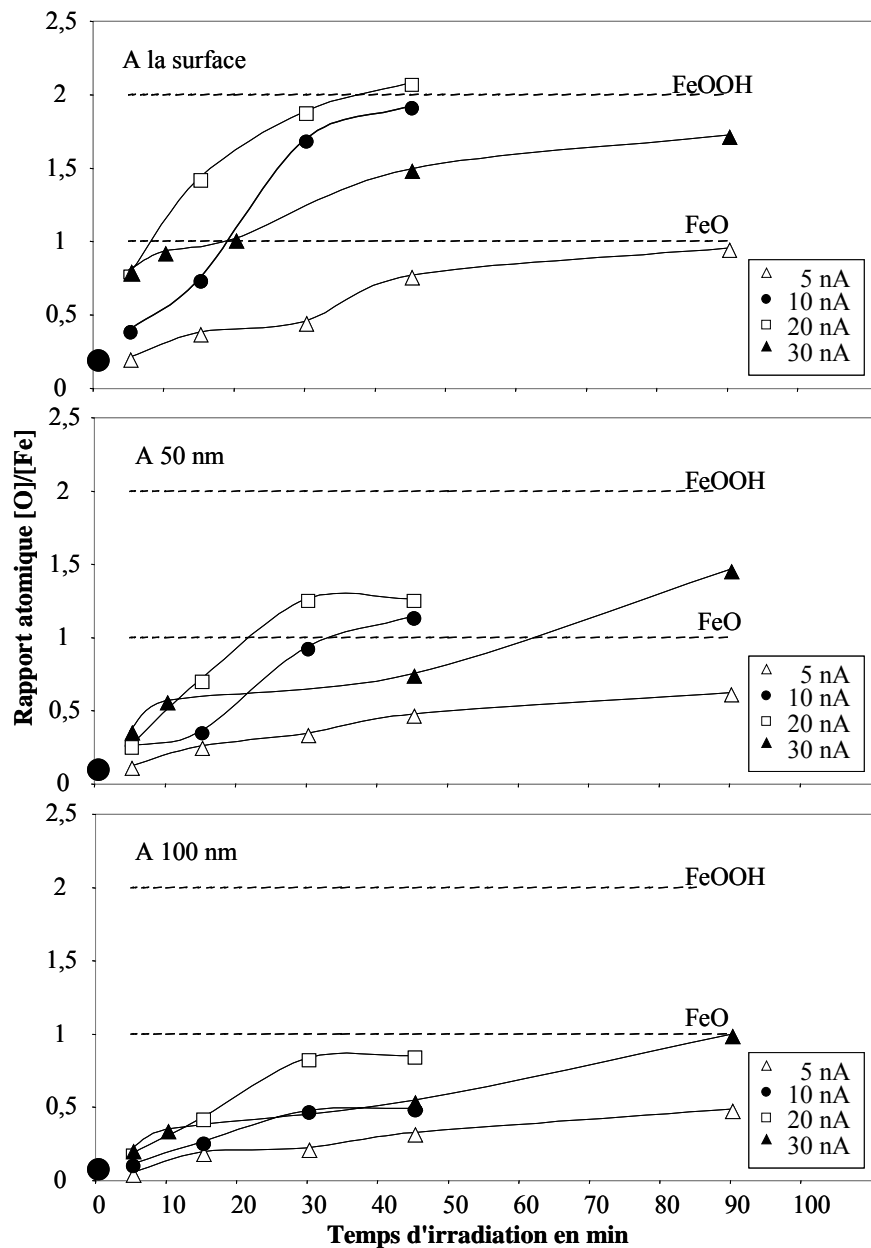 2,5
A la surface
FeOOH
2
1,5
FeO
1
0,5
0
5 nA
10 nA
20 nA
30 nA
Rapport atomique [O]/[Fe]
2,5
A 50 nm
FeOOH
2
1,5
FeO
1
0,5
0
5 nA
10 nA
20 nA
30 nA
2,5
A 100 nm
FeOOH
2
1,5
FeO
1
0,5
0
5 nA
10 nA
20 nA
30 nA
0 10 20 30 40 50 60 70 80 90 100
Temps d'irradiation en min